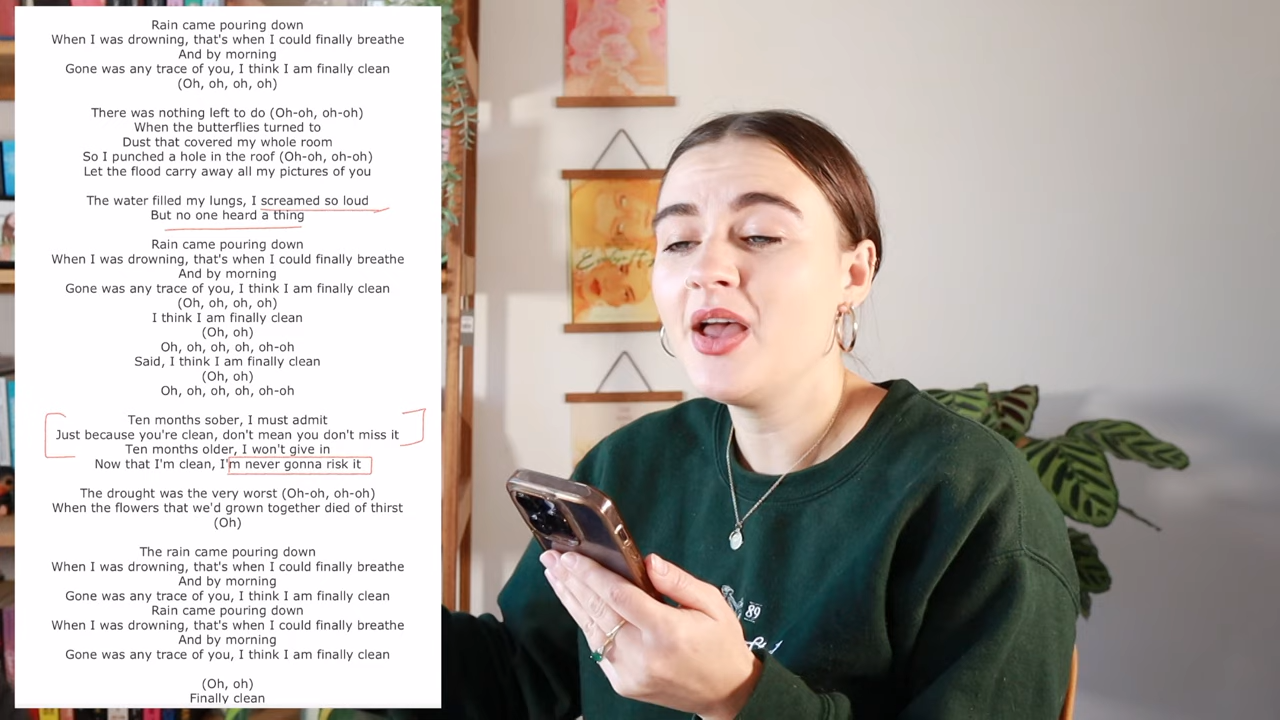 Rain came pouring down
When I was drowning, that's when I could finally breathe
And by morning
Gone was any trace of you, I think I am finally clean
(Oh, oh, oh, oh)
There was nothing left to do (Oh-oh, oh-oh)
When the butterflies turned to
Dust that covered my whole room
So I punched a hole in the roof (Oh-oh, oh-oh)
Let the flood carry away all my pictures of you
The water filled my lungs, I screamed so loud
But no one heard a thing
Rain came pouring down
When I was drowning, that's when I could finally breathe
And by morning
Gone was any trace of you, I think I am finally clean
(Oh, oh, oh, oh)
I think I am finally clean
(Oh, oh)
Oh, oh, oh, oh, oh-oh
Said, I think I am finally clean
(Oh, oh)
Oh, oh, oh, oh, oh-oh
Ten months sober, I must admit
Just because you're clean, don't mean you don't miss it
Ten months older, I won't give in
Now that I'm clean, I'm never gonna risk it
The drought was the very worst (Oh-oh, oh-oh)
When the flowers that we'd grown together died of thirst
(Oh)
The rain came pouring down
When I was drowning, that's when I could finally breathe
And by morning
Gone was any trace of you, I think I am finally clean
Rain came pouring down
When I was drowning, that's when I could finally breathe
And by morning
Gone was any trace of you, I think I am finally clean
(Oh, oh)
Finally clean
89